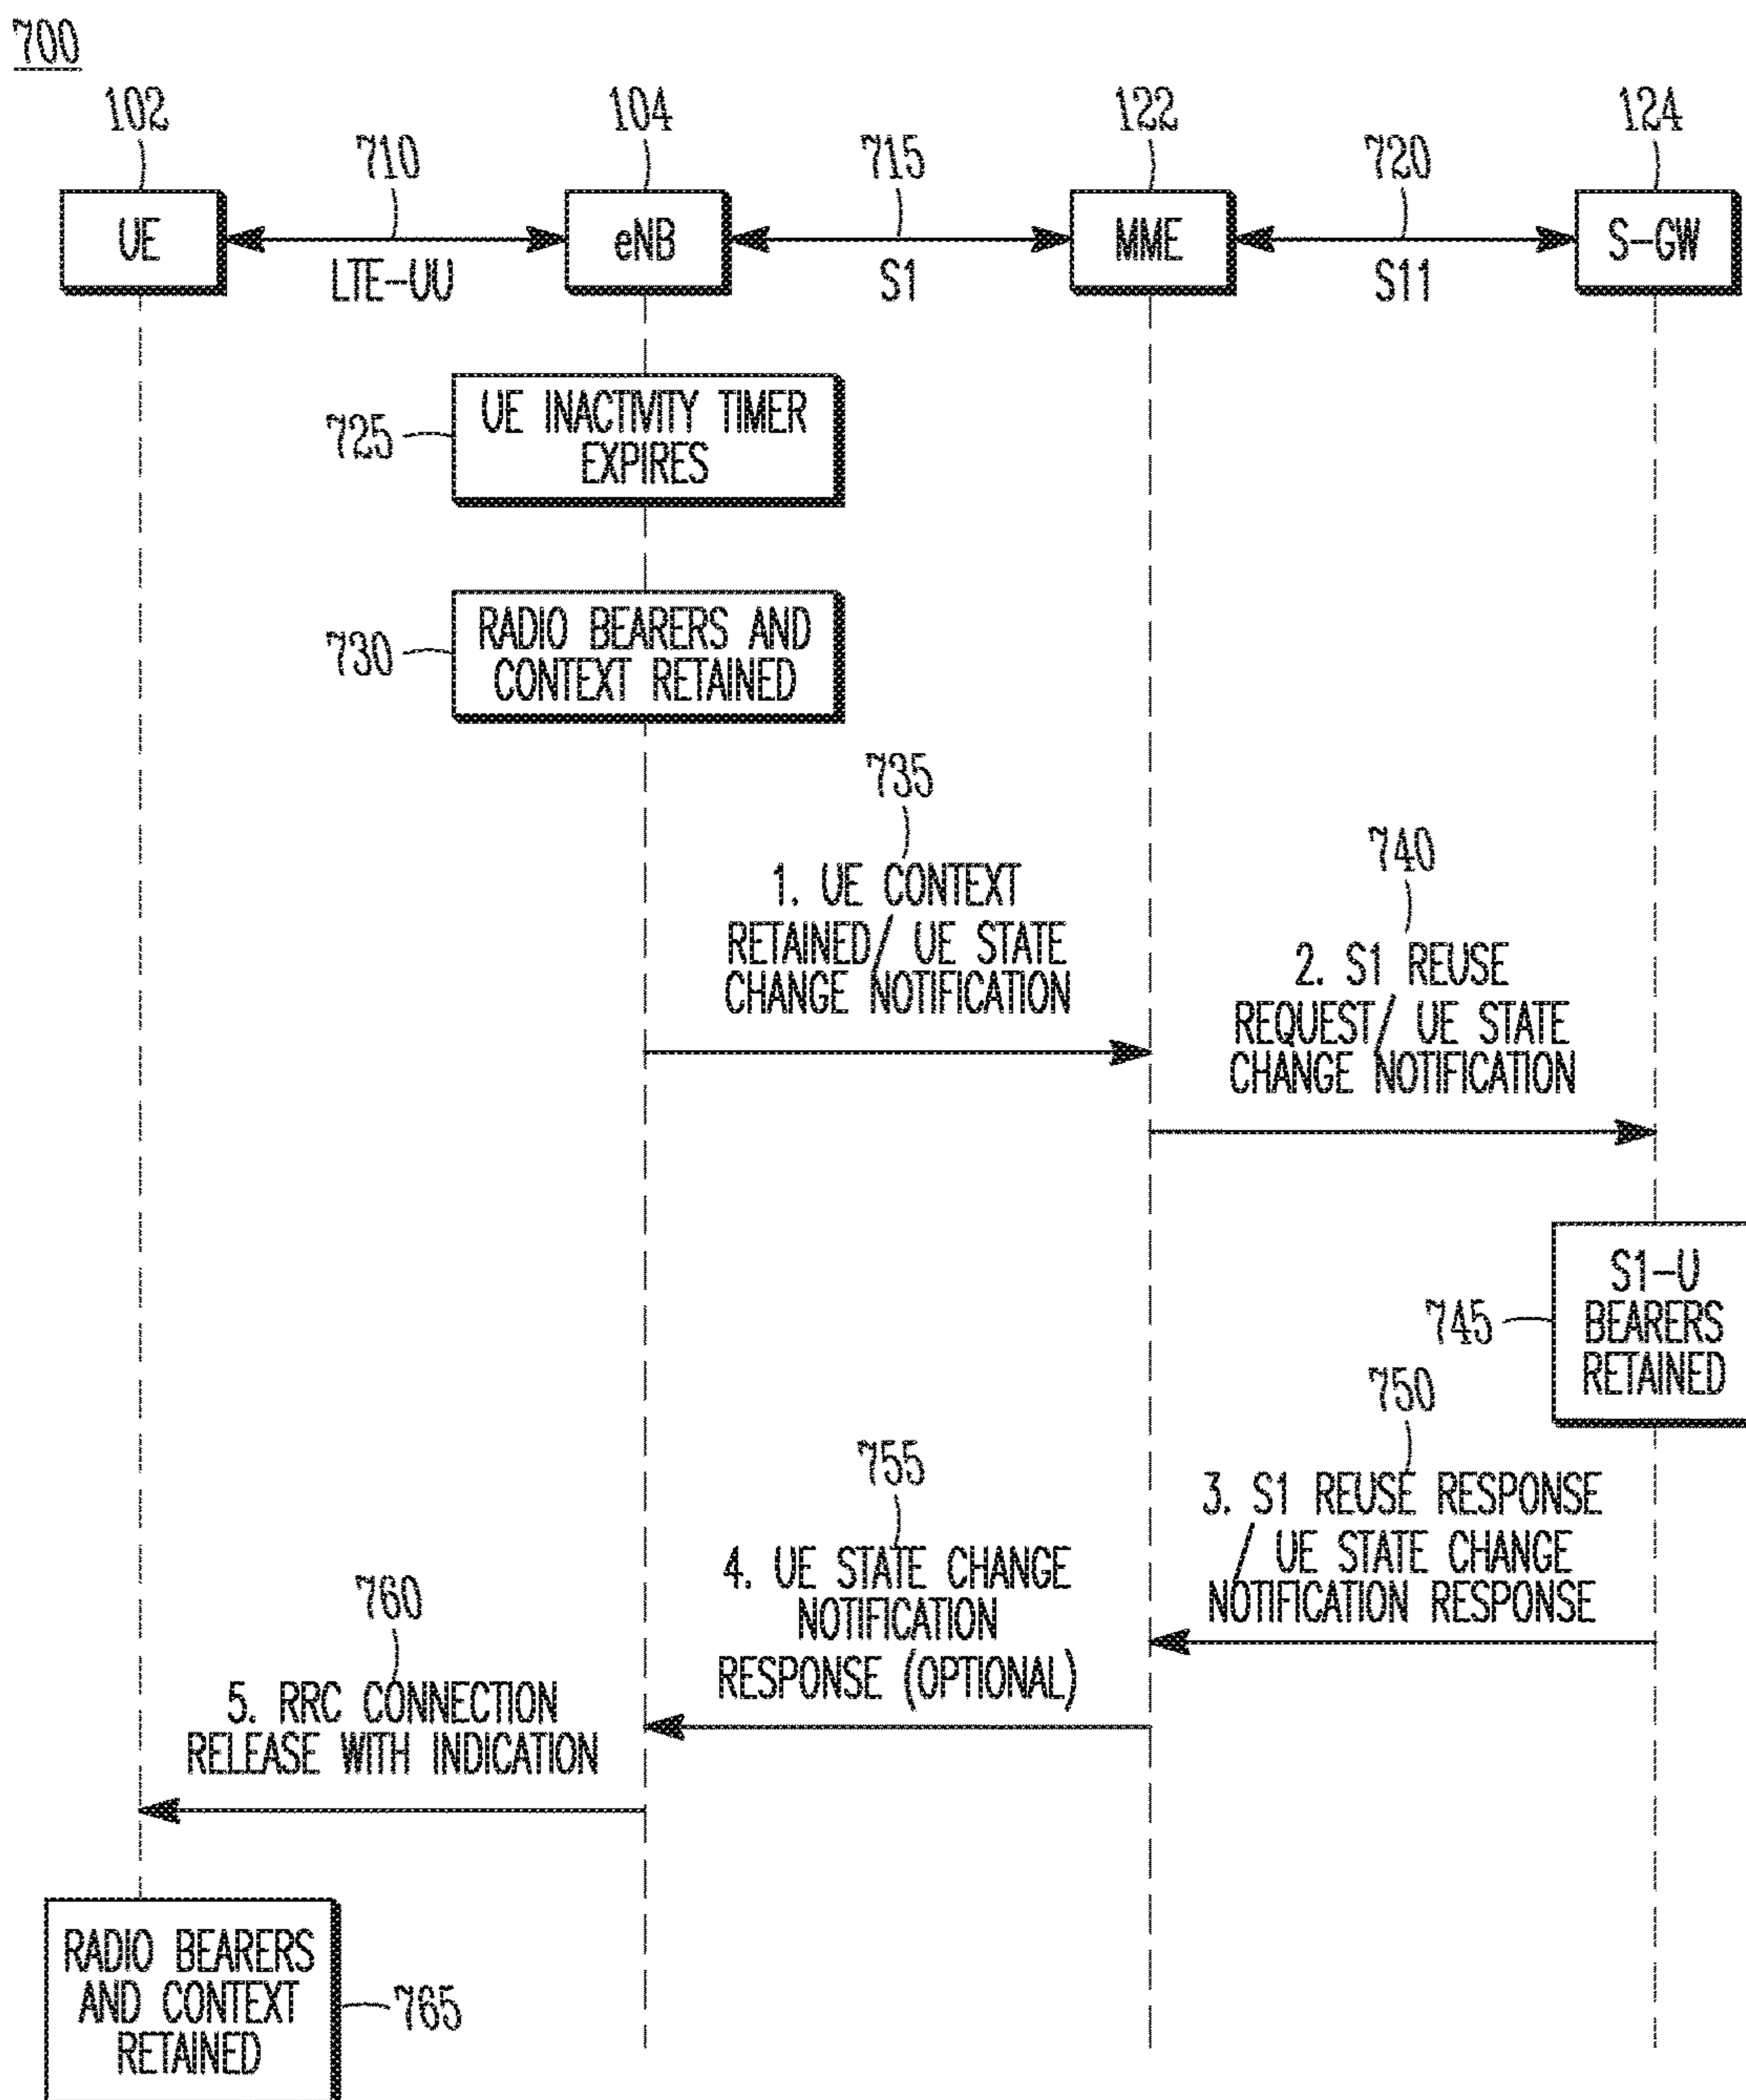 700
102
104
122
124
710
715
720
UE
eNB
MME
S-GW
LTE-UU
S1
S11
725
UE INACTIVITY TIMER
EXPIRES
730
RADIO BEARERS AND
CONTEXT RETAINED
735
1. UE CONTEXT
RETAINED/ UE STATE
CHANGE NOTIFICATION
740
2. S1 REUSE
REQUEST/ UE STATE
CHANGE NOTIFICATION
745
S1-U
BEARERS
RETAINED
750
3. S1 REUSE RESPONSE
/ UE STATE CHANGE
NOTIFICATION RESPONSE
755
4. UE STATE CHANGE
NOTIFICATION
RESPONSE (OPTIONAL)
760
5. RRC CONNECTION
RELEASE WITH INDICATION
RADIO BEARERS
AND CONTEXT
RETAINED
765